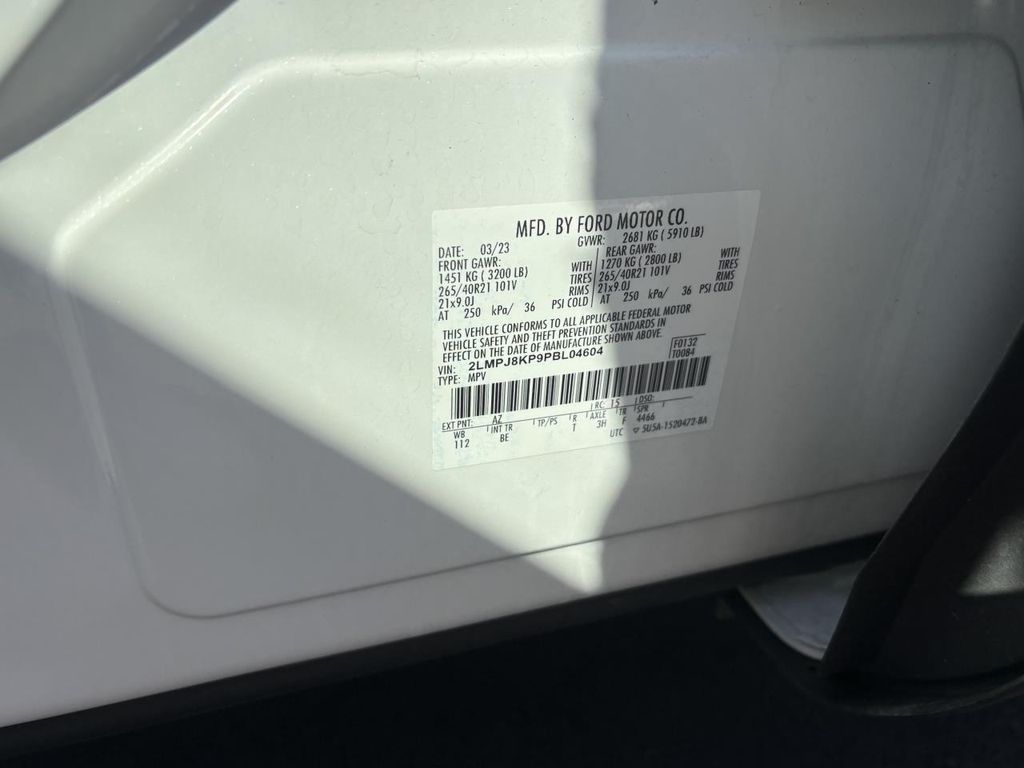 MFD. BY FORD MOTOR CO.
DATE: 03/23 GVWR: 2681 KG ( 5910 LB)
FRONT GAWR: REAR GAWR:
1451 KG ( 3200 LB) WITH 1270 KG ( 2800 LB) WITH
265/40R21 101V TIRES 265/40R21 101V TIRES
21x9.0J RIMS 21x9.0J RIMS
AT 250 kPa/ 36 PSI COLD AT 250 kPa/ 36 PSI COLD
THIS VEHICLE CONFORMS TO ALL APPLICABLE FEDERAL MOTOR
VEHICLE SAFETY AND THEFT PREVENTION STANDARDS IN
EFFECT ON THE DATE OF MANUFACTURE SHOWN ABOVE.
VIN: 2LMPJ8KP9PBL04604 F0132
TYPE: MPV T0084
EXT PNT: AZ RC: 15 DSO:
WB INT TR TP/PS R AXLE TR SPR
112 BE 1 3H F 4466
UTC 5U5A-1520472-BA